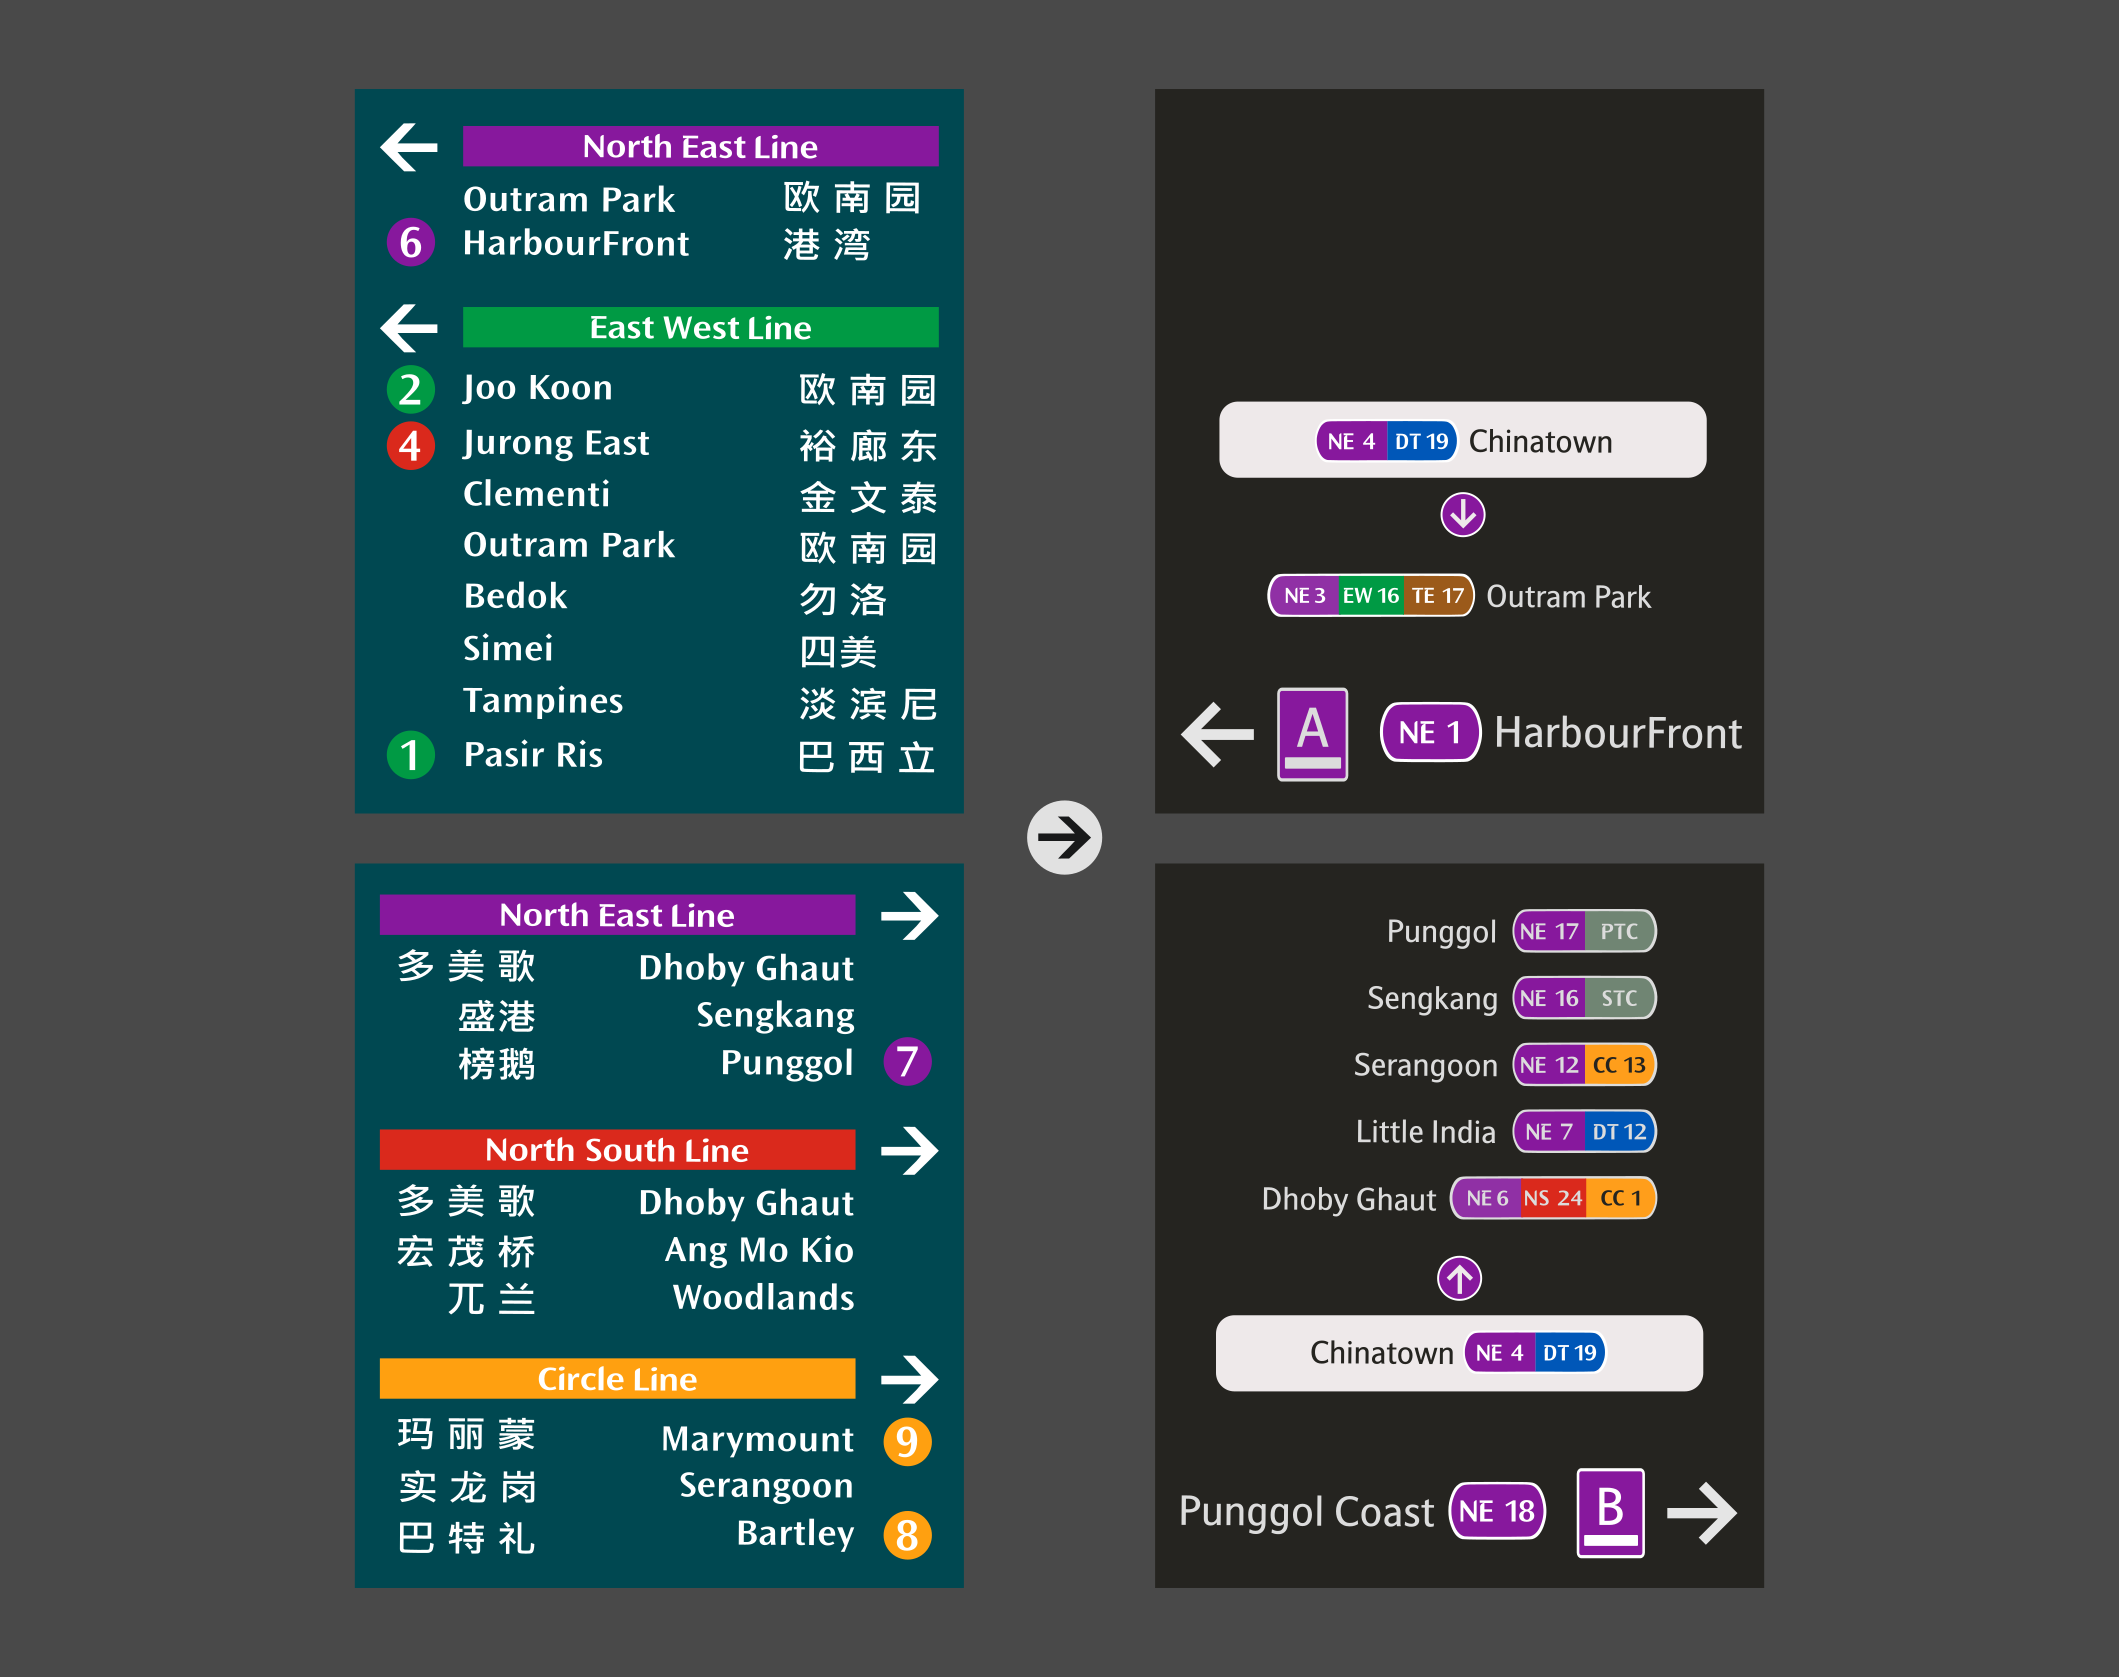 North East Line
Outram Park 欧南园
6 HarbourFront 港湾
East West Line
2 Joo Koon 欧南园
4 Jurong East 裕廊东
Clementi 金文泰
Outram Park 欧南园
Bedok 勿洛
Simei 四美
Tampines 淡滨尼
1 Pasir Ris 巴西立
NE 4 DT 19 Chinatown
NE 3 EW 16 TE 17 Outram Park
A NE 1 HarbourFront
North East Line
多美歌 Dhoby Ghaut
盛港 Sengkang
榜鹅 Punggol 7
North South Line
多美歌 Dhoby Ghaut
宏茂桥 Ang Mo Kio
兀兰 Woodlands
Circle Line
玛丽蒙 Marymount 9
实龙岗 Serangoon
巴特礼 Bartley 8
Punggol NE 17 PTC
Sengkang NE 16 STC
Serangoon NE 12 CC 13
Little India NE 7 DT 12
Dhoby Ghaut NE 6 NS 24 CC 1
Chinatown NE 4 DT 19
Punggol Coast NE 18 B